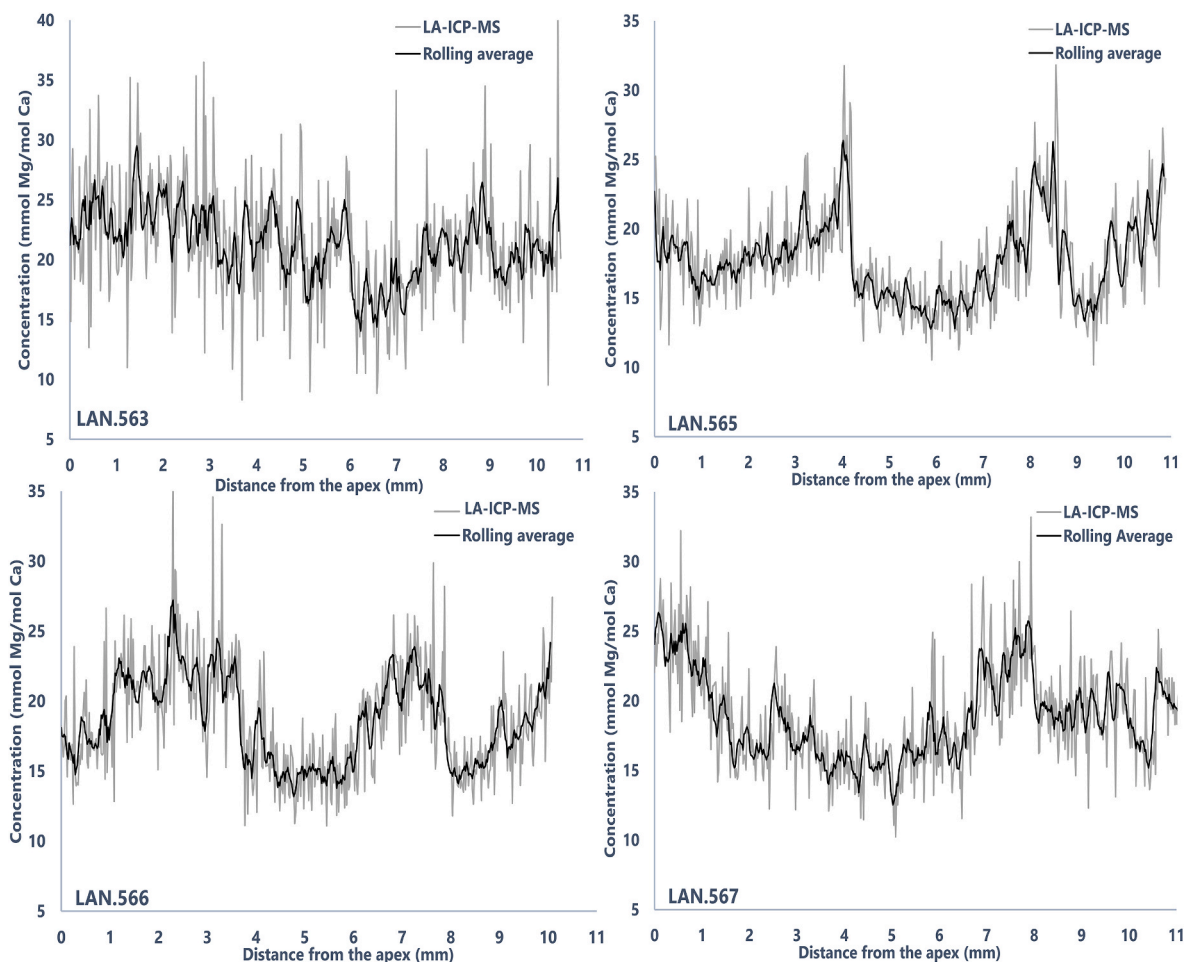 Concentration (mmol Mg/mol Ca)
40
35
30
25
20
15
10
5
LA-ICP-MS
Rolling average
LAN.563
0 1 2 3 4 5 6 7 8 9 10 11
Distance from the apex (mm)
Concentration (mmol Mg/mol Ca)
35
30
25
20
15
10
5
LA-ICP-MS
Rolling average
LAN.565
0 1 2 3 4 5 6 7 8 9 10 11
Distance from the apex (mm)
Concentration (mmol Mg/mol Ca)
35
30
25
20
15
10
5
LA-ICP-MS
Rolling average
LAN.566
0 1 2 3 4 5 6 7 8 9 10 11
Distance from the apex (mm)
Concentration (mmol Mg/mol Ca)
35
30
25
20
15
10
5
LA-ICP-MS
Rolling Average
LAN.567
0 1 2 3 4 5 6 7 8 9 10 11
Distance from the apex (mm)